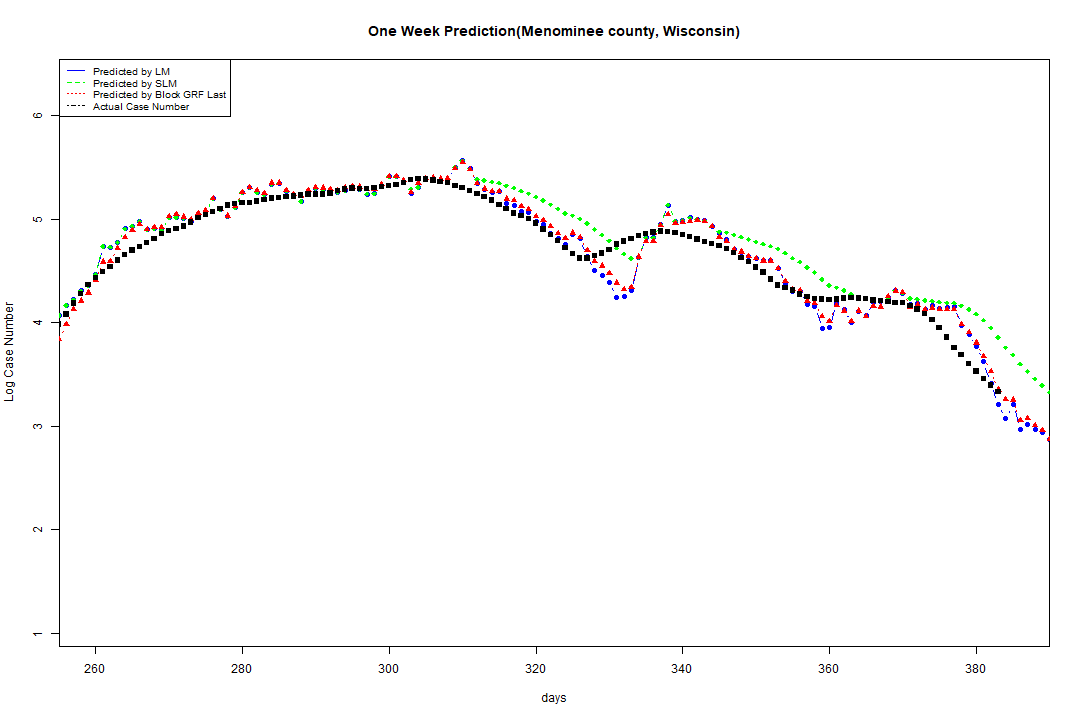 One Week Prediction(Menominee county, Wisconsin)
Predicted by LM
Predicted by SLM
Predicted by Block GRF Last
Actual Case Number
Log Case Number
6
5
4
3
2
1
260 280 300 320 340 360 380
days